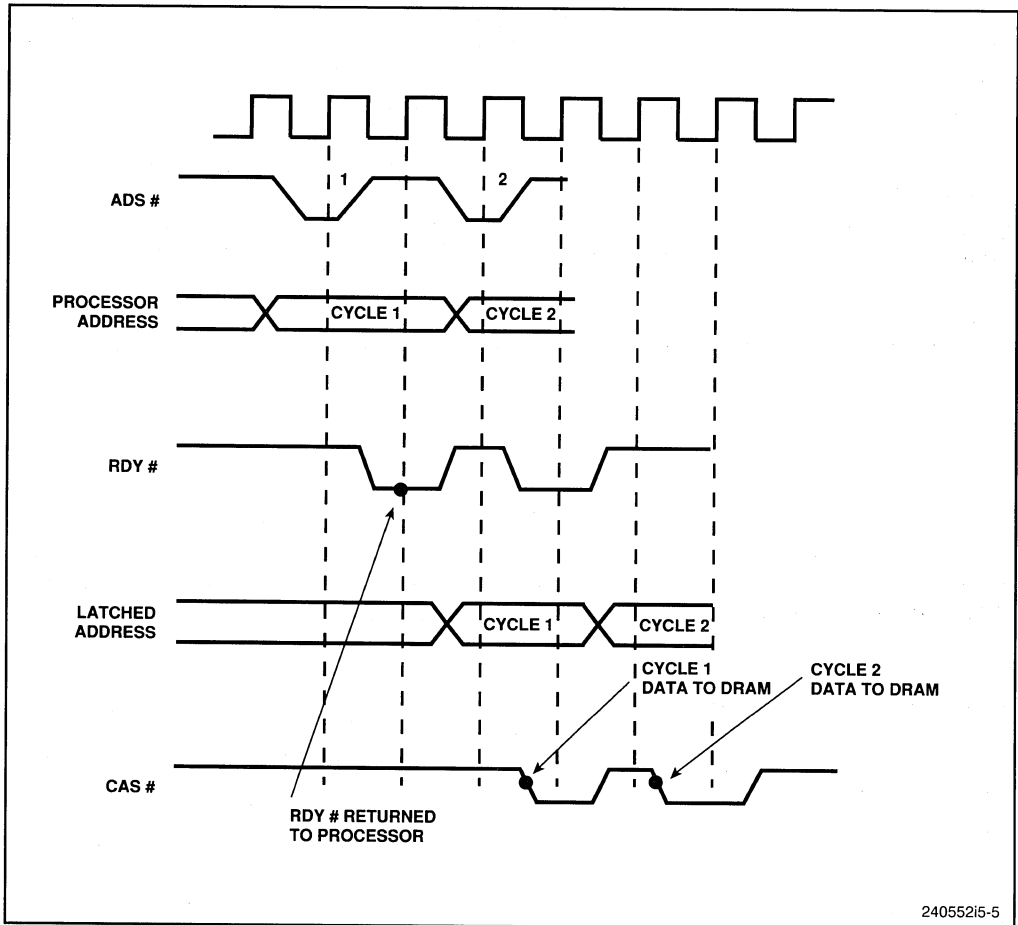 ADS #
1
2
PROCESSOR
ADDRESS
CYCLE 1
CYCLE 2
RDY #
LATCHED
ADDRESS
CYCLE 1
CYCLE 2
CYCLE 1
DATA TO DRAM
CYCLE 2
DATA TO DRAM
CAS #
RDY # RETURNED
TO PROCESSOR
240552i5-5